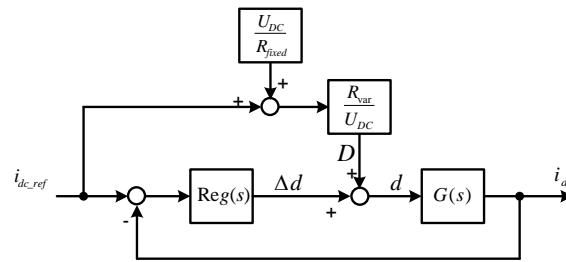 U_DC
R_fixed
+
+
R_var
U_DC
D
+
i_dc_ref
Reg(s)
Δd
d
G(s)
i_d
-
+